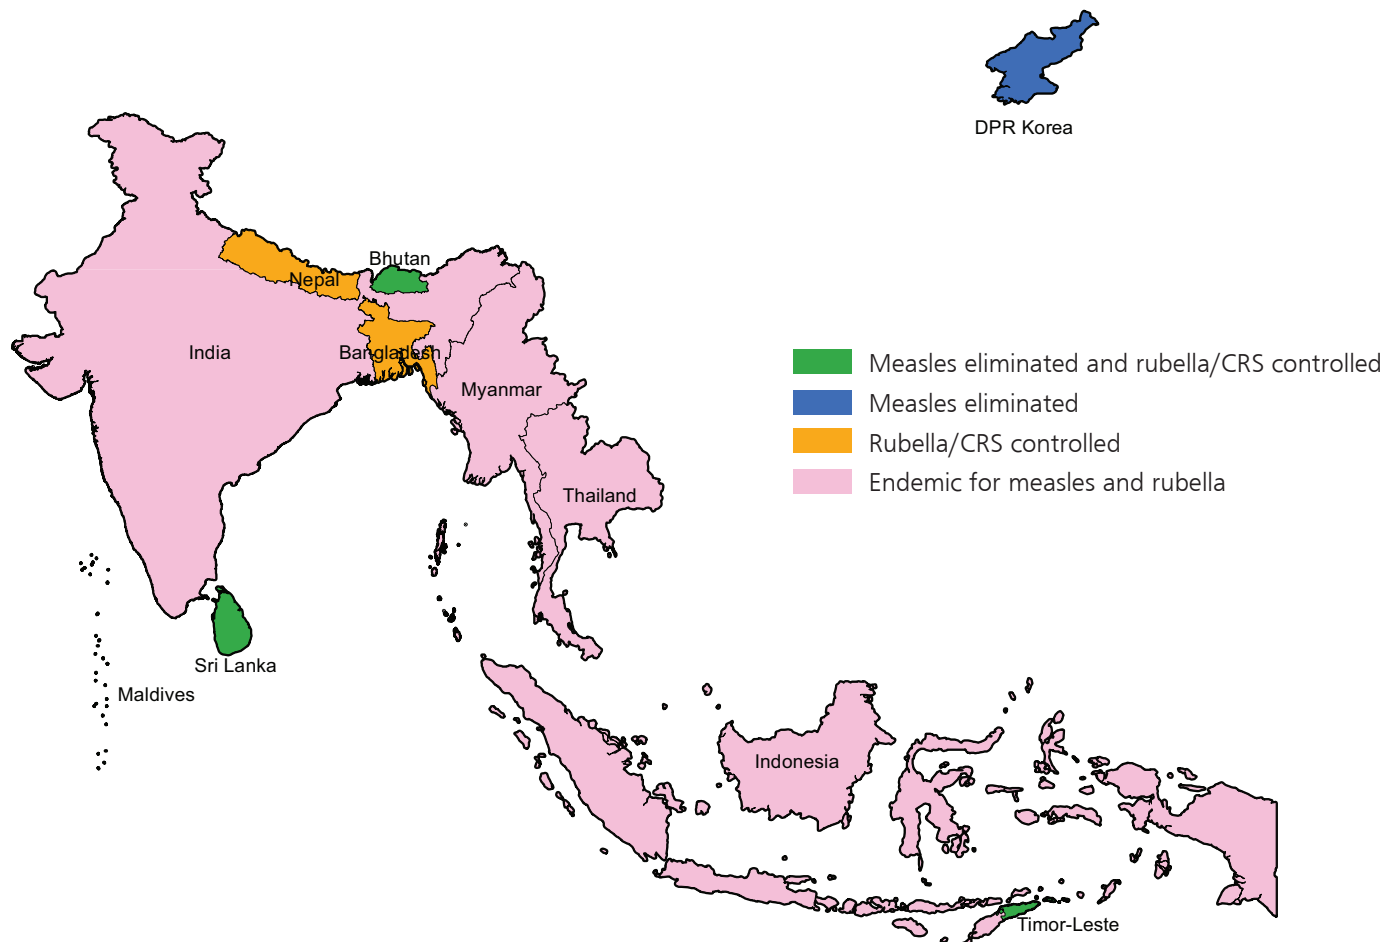 DPR Korea
Bhutan
Nepal
India
Bangladesh
Myanmar
Thailand
Measles eliminated and rubella/CRS controlled
Measles eliminated
Rubella/CRS controlled
Endemic for measles and rubella
Sri Lanka
Maldives
Indonesia
Timor-Leste